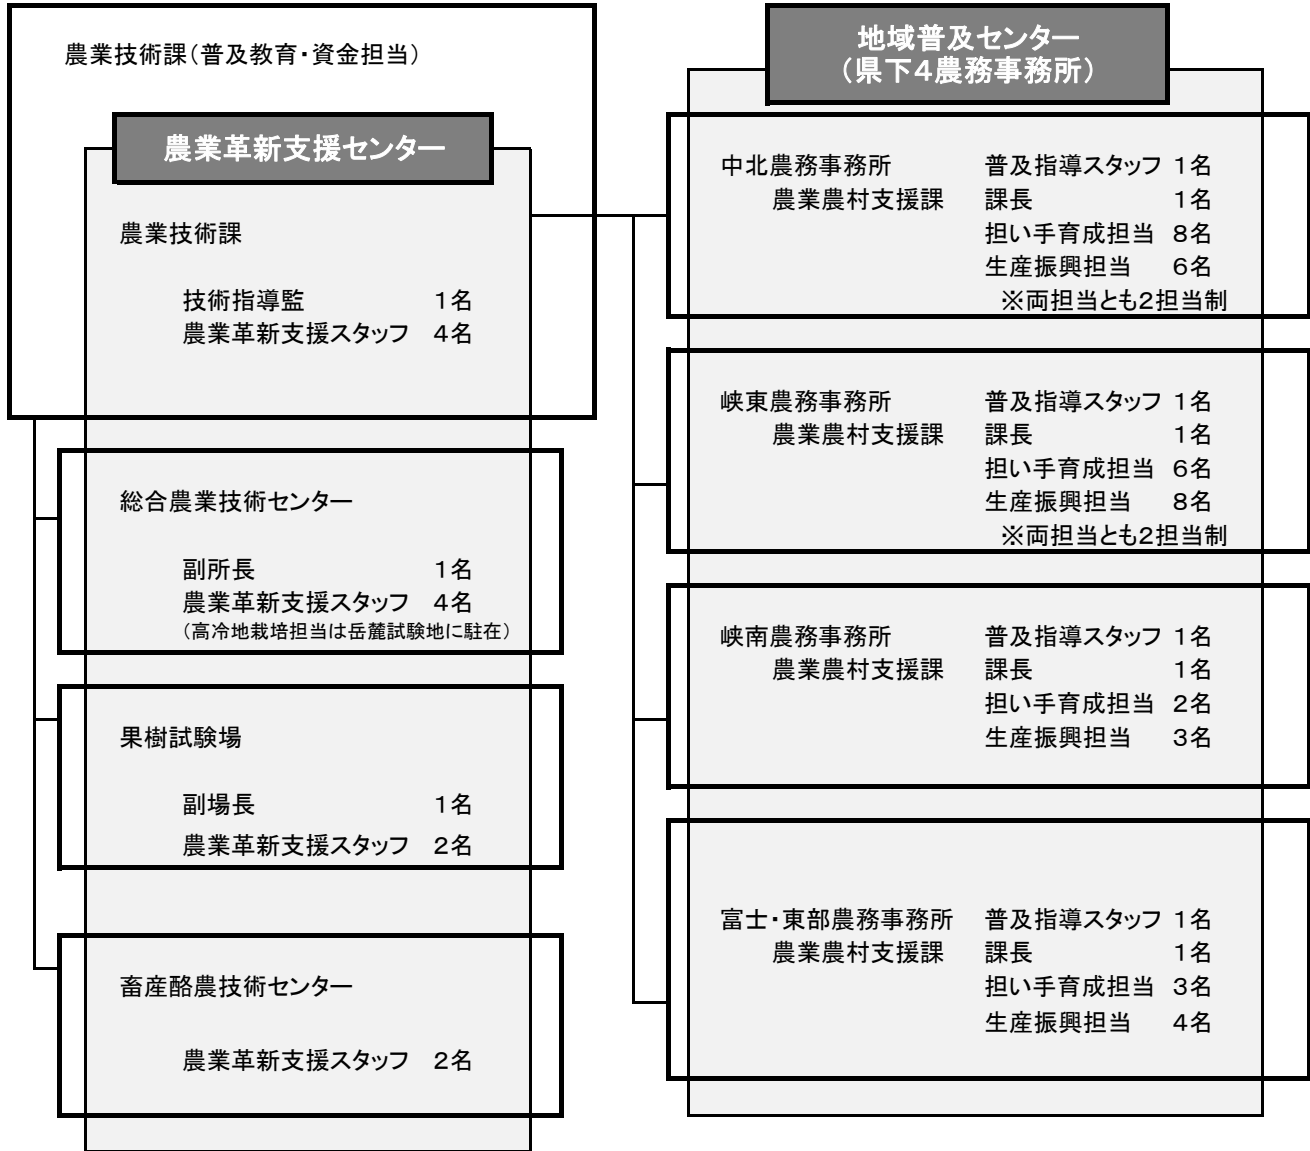 農業技術課（普及教育・資金担当）
農業革新支援センター
農業技術課
技術指導監　１名
農業革新支援スタッフ　４名
総合農業技術センター
副所長　１名
農業革新支援スタッフ　４名
（高冷地栽培担当は岳麓試験地に駐在）
果樹試験場
副場長　１名
農業革新支援スタッフ　２名
畜産酪農技術センター
農業革新支援スタッフ　２名
地域普及センター
（県下４農務事務所）
中北農務事務所　普及指導スタッフ　１名
農業農村支援課　課長　１名
担い手育成担当　８名
生産振興担当　６名
※両担当とも２担当制
峡東農務事務所　普及指導スタッフ　１名
農業農村支援課　課長　１名
担い手育成担当　６名
生産振興担当　８名
※両担当とも２担当制
峡南農務事務所　普及指導スタッフ　１名
農業農村支援課　課長　１名
担い手育成担当　２名
生産振興担当　３名
富士・東部農務事務所　普及指導スタッフ　１名
農業農村支援課　課長　１名
担い手育成担当　３名
生産振興担当　４名